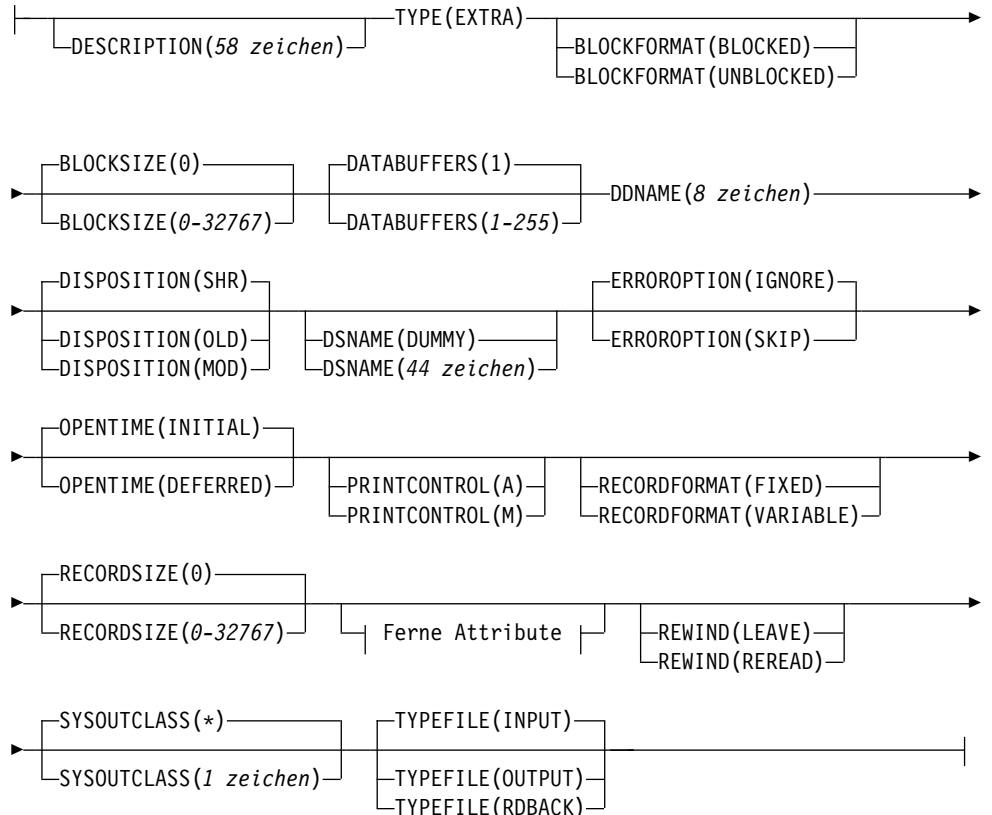 TYPE(EXTRA)
DESCRIPTION(58 zeichen)
BLOCKFORMAT(BLOCKED)
BLOCKFORMAT(UNBLOCKED)
BLOCKSIZE(0)
DATABUFFERS(1)
DDNAME(8 zeichen)
BLOCKSIZE(0-32767)
DATABUFFERS(1-255)
DISPOSITION(SHR)
ERROROPTION(IGNORE)
DISPOSITION(OLD)
DSNAME(DUMMY)
ERROROPTION(SKIP)
DISPOSITION(MOD)
DSNAME(44 zeichen)
OPENTIME(INITIAL)
OPENTIME(DEFERRED)
PRINTCONTROL(A)
RECORDFORMAT(FIXED)
PRINTCONTROL(M)
RECORDFORMAT(VARIABLE)
RECORDSIZE(0)
RECORDSIZE(0-32767)
Ferne Attribute
REWIND(LEAVE)
REWIND(REREAD)
SYSOUTCLASS(*)
TYPEFILE(INPUT)
SYSOUTCLASS(1 zeichen)
TYPEFILE(OUTPUT)
TYPEFILE(RDBACK)